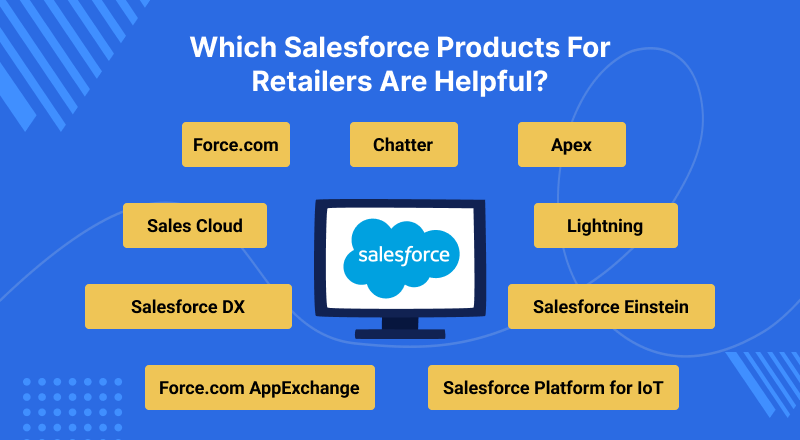 Which Salesforce Products For
Retailers Are Helpful?
Force.com
Chatter
Apex
Sales Cloud
Lightning
salesforce
Salesforce DX
Salesforce Einstein
Force.com AppExchange
Salesforce Platform for IoT